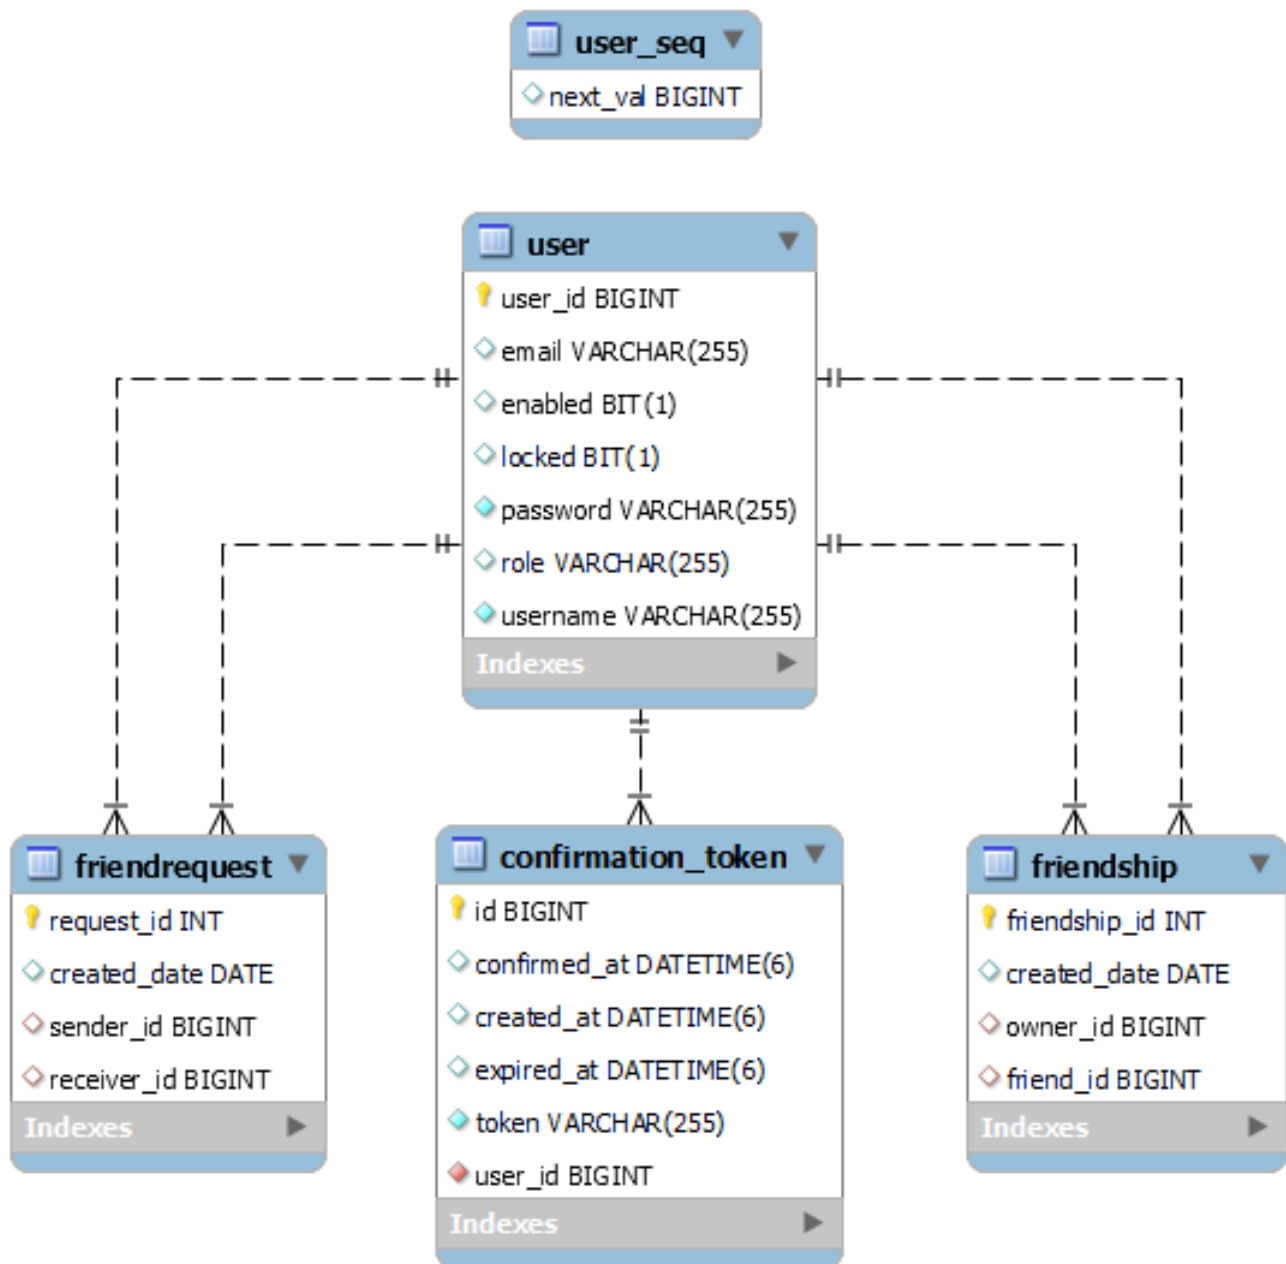 user_seq
next_val BIGINT
user
user_id BIGINT
email VARCHAR(255)
enabled BIT(1)
locked BIT(1)
password VARCHAR(255)
role VARCHAR(255)
username VARCHAR(255)
Indexes
friendrequest
request_id INT
created_date DATE
sender_id BIGINT
receiver_id BIGINT
Indexes
confirmation_token
id BIGINT
confirmed_at DATETIME(6)
created_at DATETIME(6)
expired_at DATETIME(6)
token VARCHAR(255)
user_id BIGINT
Indexes
friendship
friendship_id INT
created_date DATE
owner_id BIGINT
friend_id BIGINT
Indexes